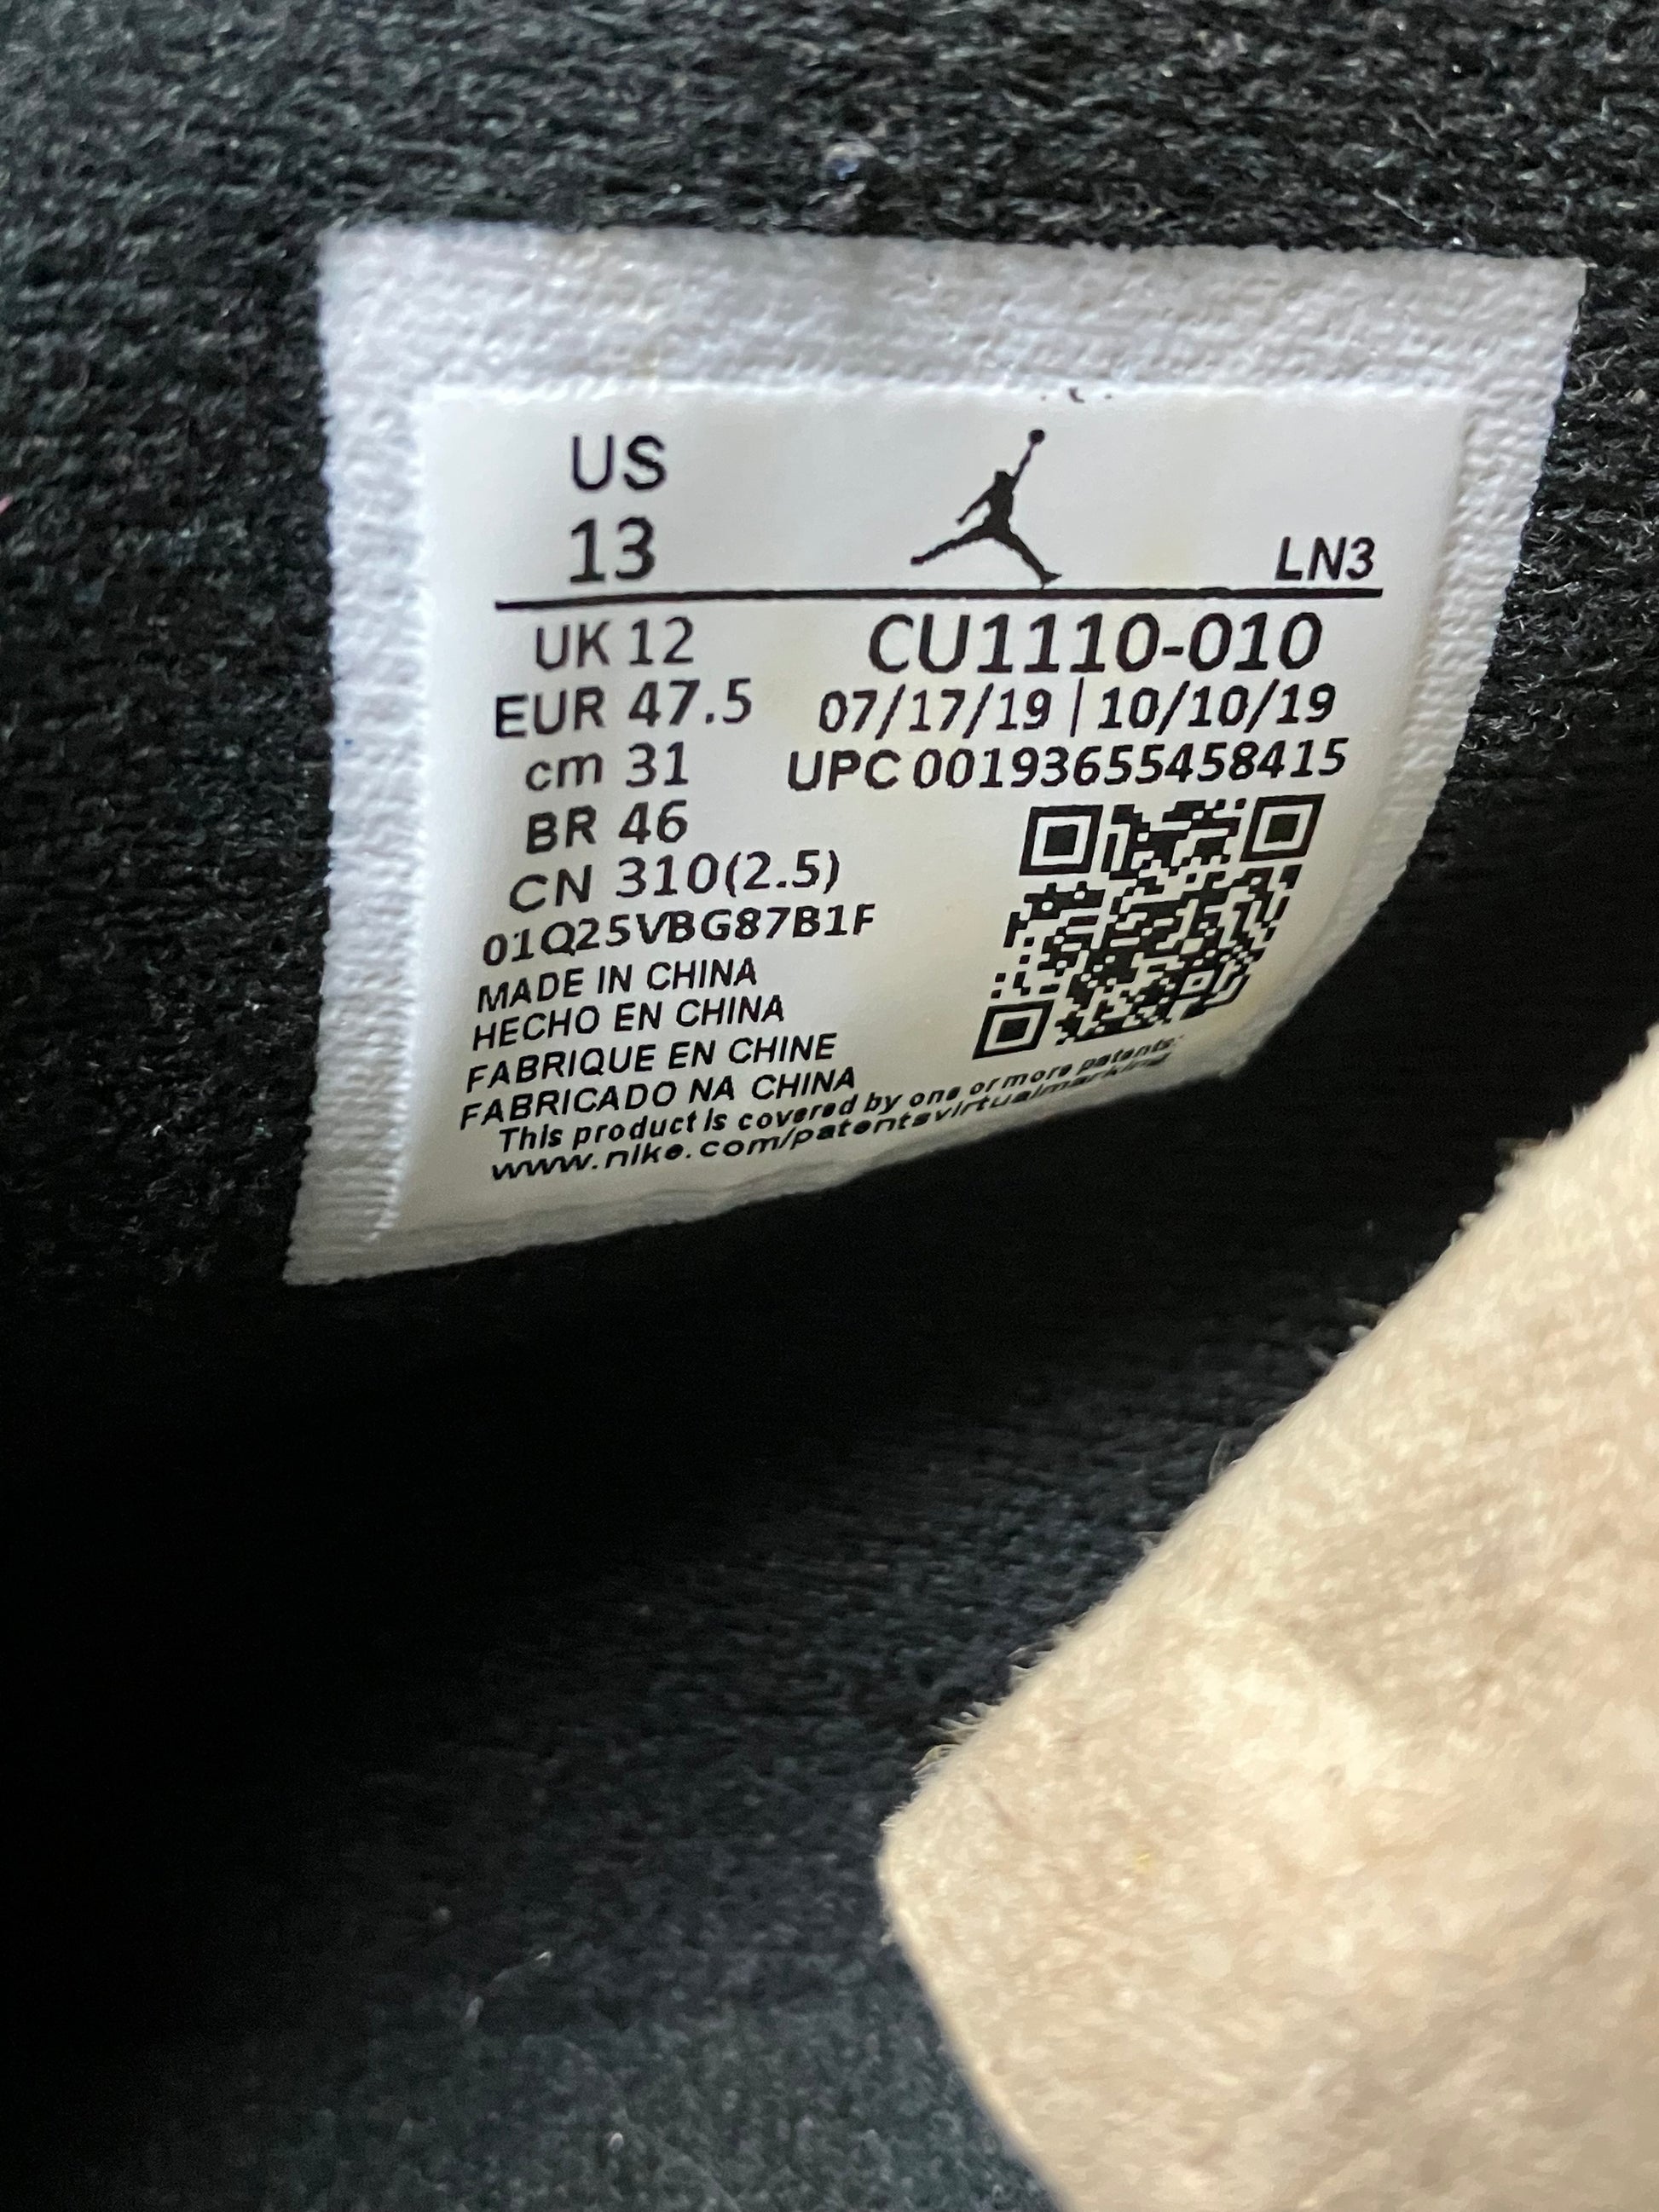 US
13
LN3
UK 12
CU1110-010
EUR 47.5
07/17/19 | 10/10/19
cm 31
UPC 00193655458415
BR 46
CN 310(2.5)
01Q25VBG87B1F
MADE IN CHINA
HECHO EN CHINA
FABRIQUE EN CHINE
FABRICADO NA CHINA
This product is covered by one or more patents:
www.nike.com/patentsvirtualmarking